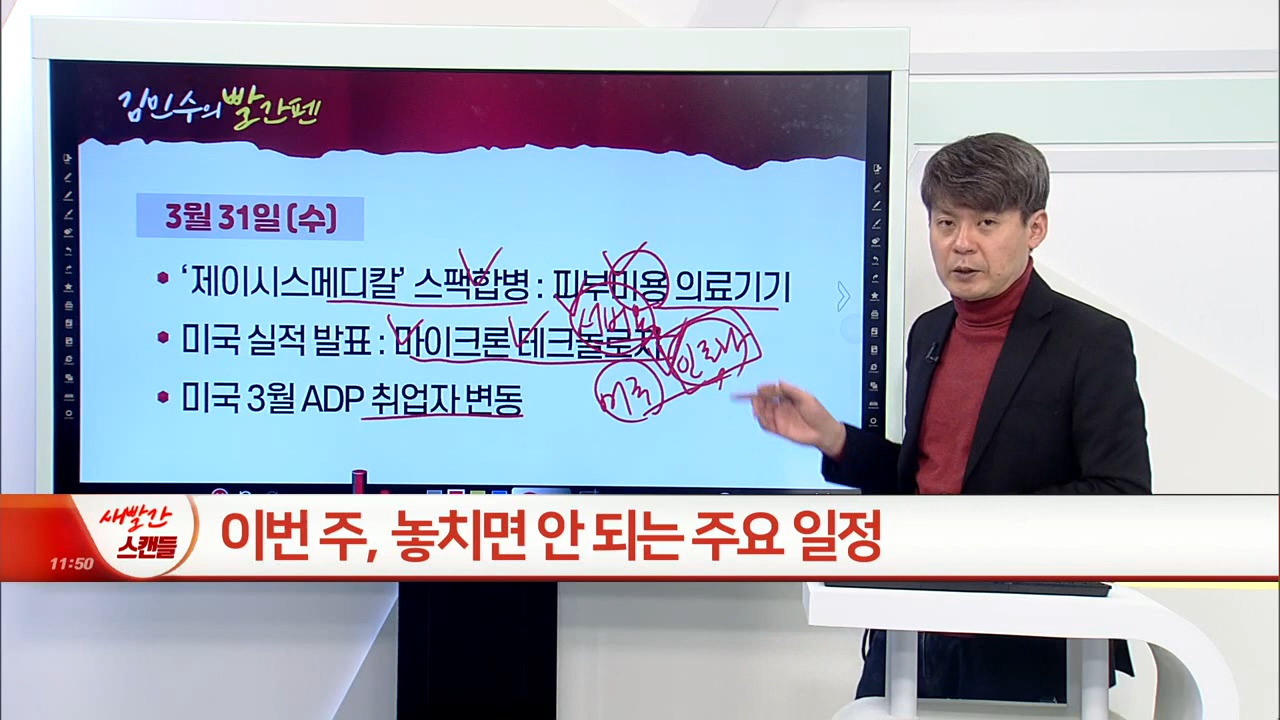 김민수의 빨간펜
3월 31일 (수)
• ‘제이시스메디칼’ 스팩합병 : 피부미용 의료기기
• 미국 실적 발표 : 마이크론 테크놀로지
• 미국 3월 ADP 취업자 변동
미국
인프라
새빨간
스캔들
11:50
이번 주, 놓치면 안 되는 주요 일정